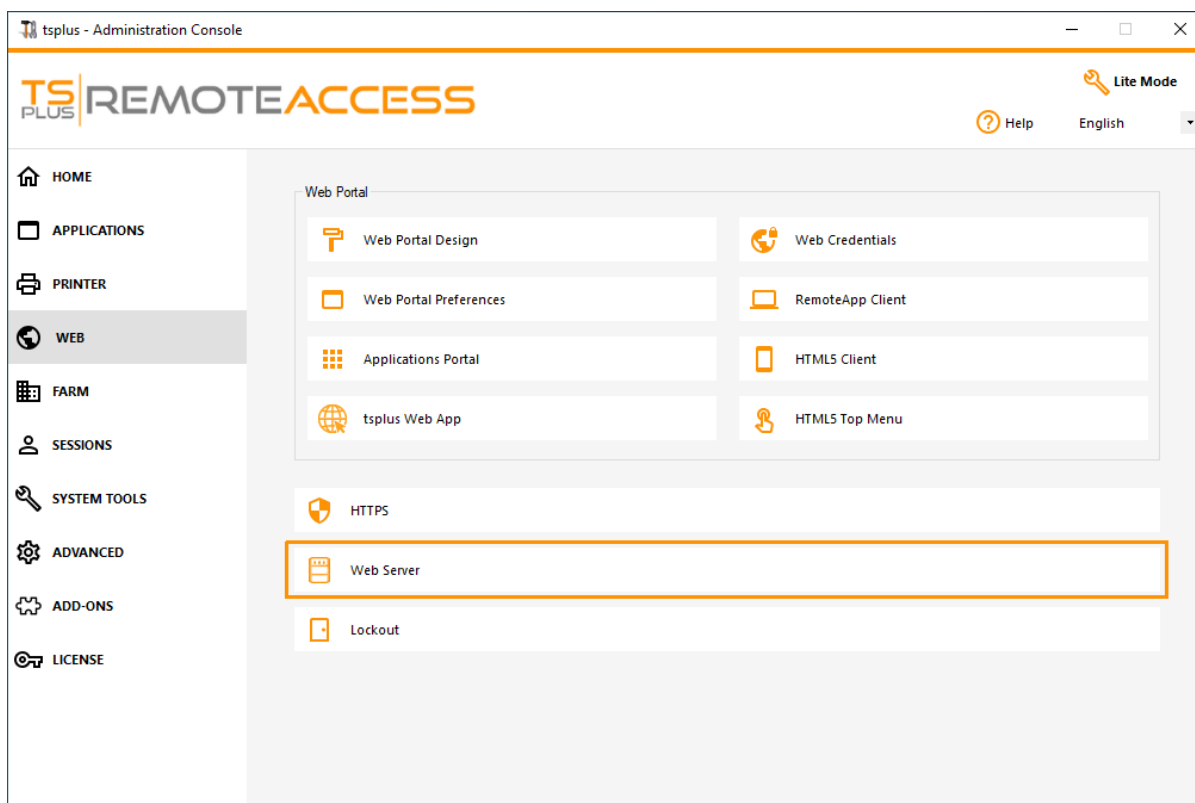 tsplus - Administration Console
TS PLUS REMOTEACCESS
Lite Mode
Help
English
HOME
APPLICATIONS
PRINTER
WEB
FARM
SESSIONS
SYSTEM TOOLS
ADVANCED
ADD-ONS
LICENSE
Web Portal
Web Portal Design
Web Credentials
Web Portal Preferences
RemoteApp Client
Applications Portal
HTML5 Client
tsplus Web App
HTML5 Top Menu
HTTPS
Web Server
Lockout